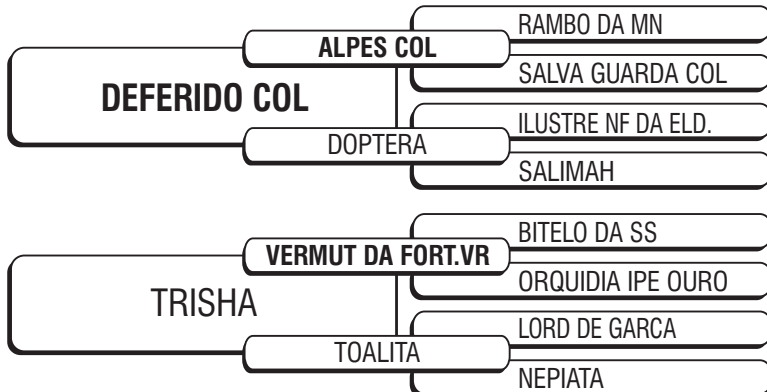 RAMBO DA MN
ALPES COL
SALVA GUARDA COL
DEFERIDO COL
ILUSTRE NF DA ELD.
DOPTERA
SALIMAH
BITELO DA SS
VERMUT DA FORT.VR
ORQUIDIA IPE OURO
TRISHA
LORD DE GARCA
TOALITA
NEPIATA